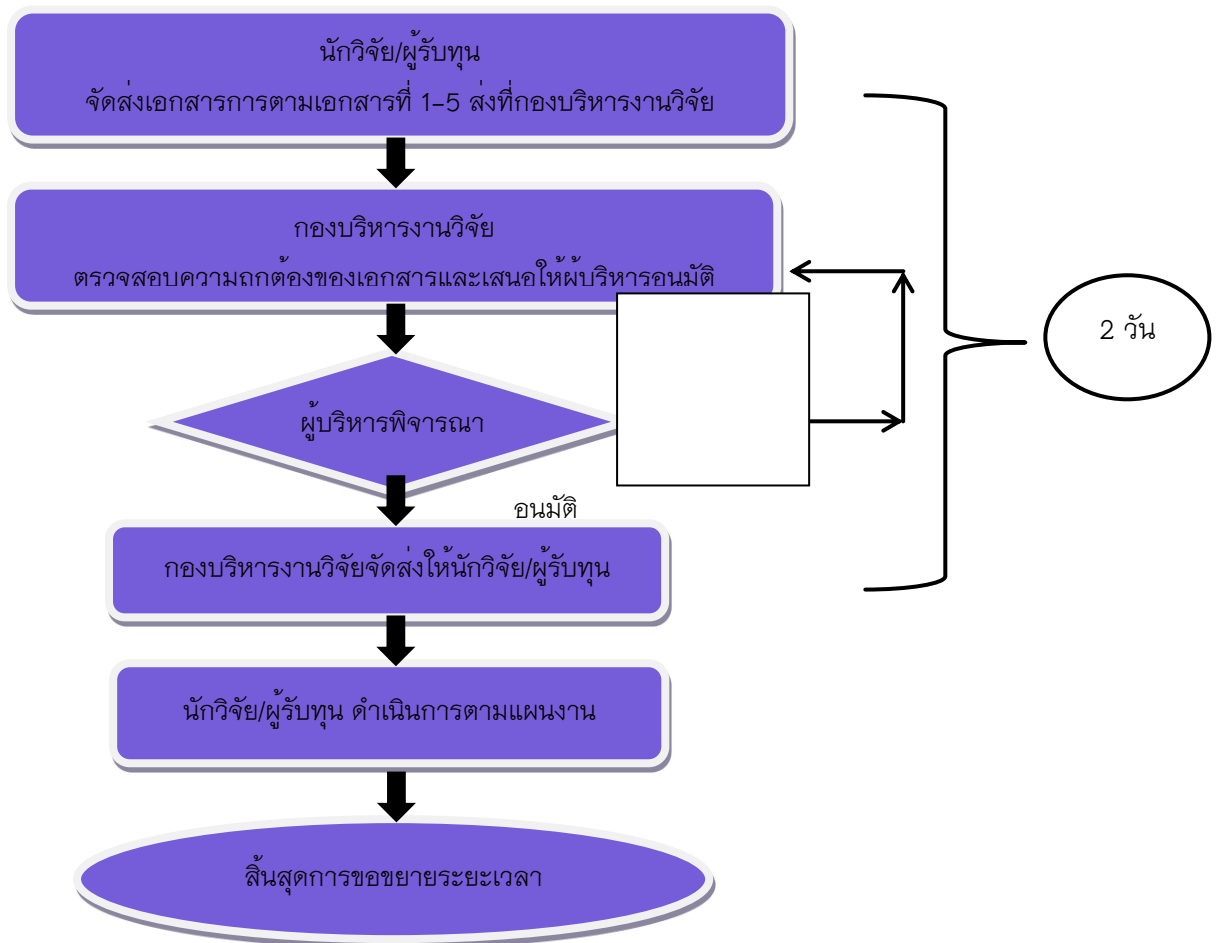 นักวิจัย/ผู้รับทุน
จัดส่งเอกสารการตามเอกสารที่ 1-5 ส่งที่กองบริหารงานวิจัย
กองบริหารงานวิจัย
ตรวจสอบความถูกต้องของเอกสารและเสนอให้ผู้บริหารอนุมัติ
2 วัน
ผู้บริหารพิจารณา
อนุมัติ
กองบริหารงานวิจัยจัดส่งให้นักวิจัย/ผู้รับทุน
นักวิจัย/ผู้รับทุน ดำเนินการตามแผนงาน
สิ้นสุดการขอขยายระยะเวลา